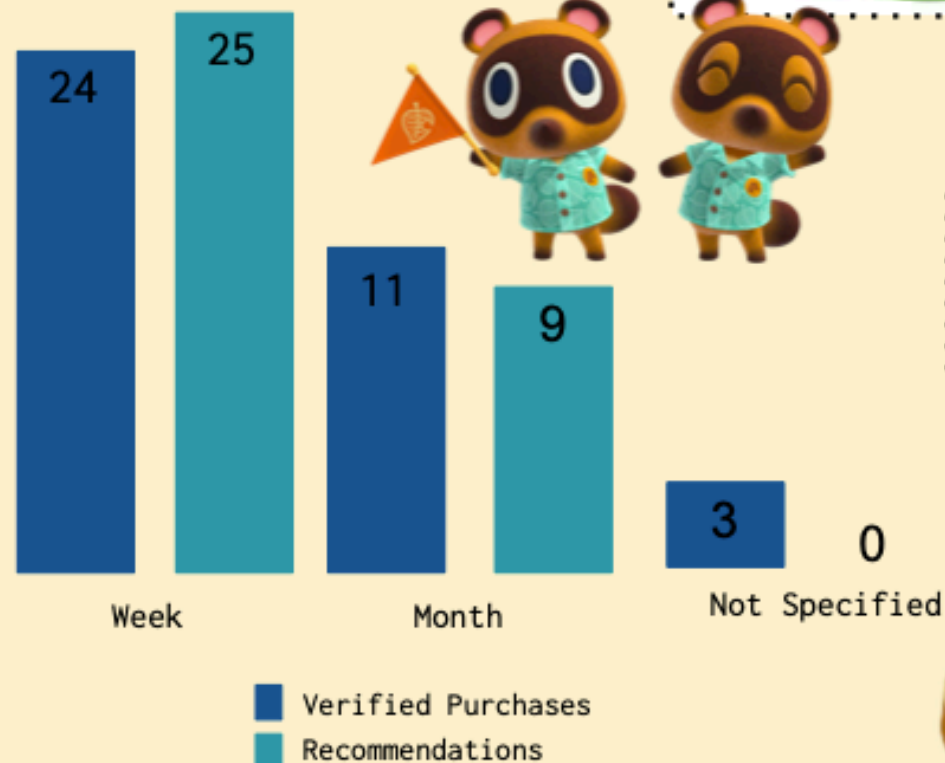 24
25
11
9
3
0
Week
Month
Not Specified
Verified Purchases
Recommendations